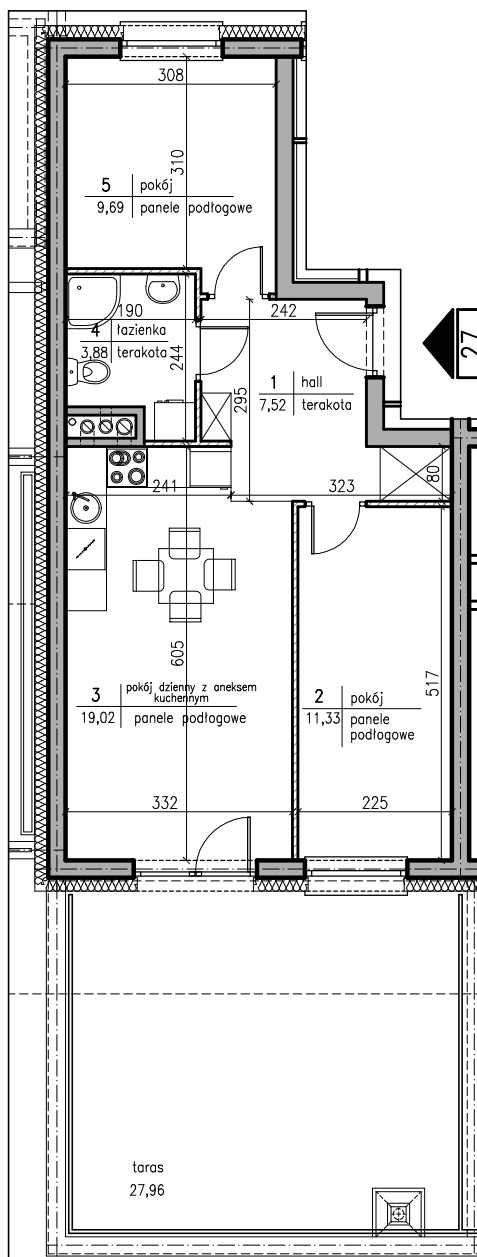 308
310
5 pokój
9,69 panele podłogowe
190
242
4 łazienka
3,88 terakota
244
27
1 hall
7,52 terakota
295
241
323
80
605
517
3 pokój dzienny z aneksem
kuchennym
19,02 panele podłogowe
2 pokój
11,33 panele
podłogowe
332
225
taras
27,96